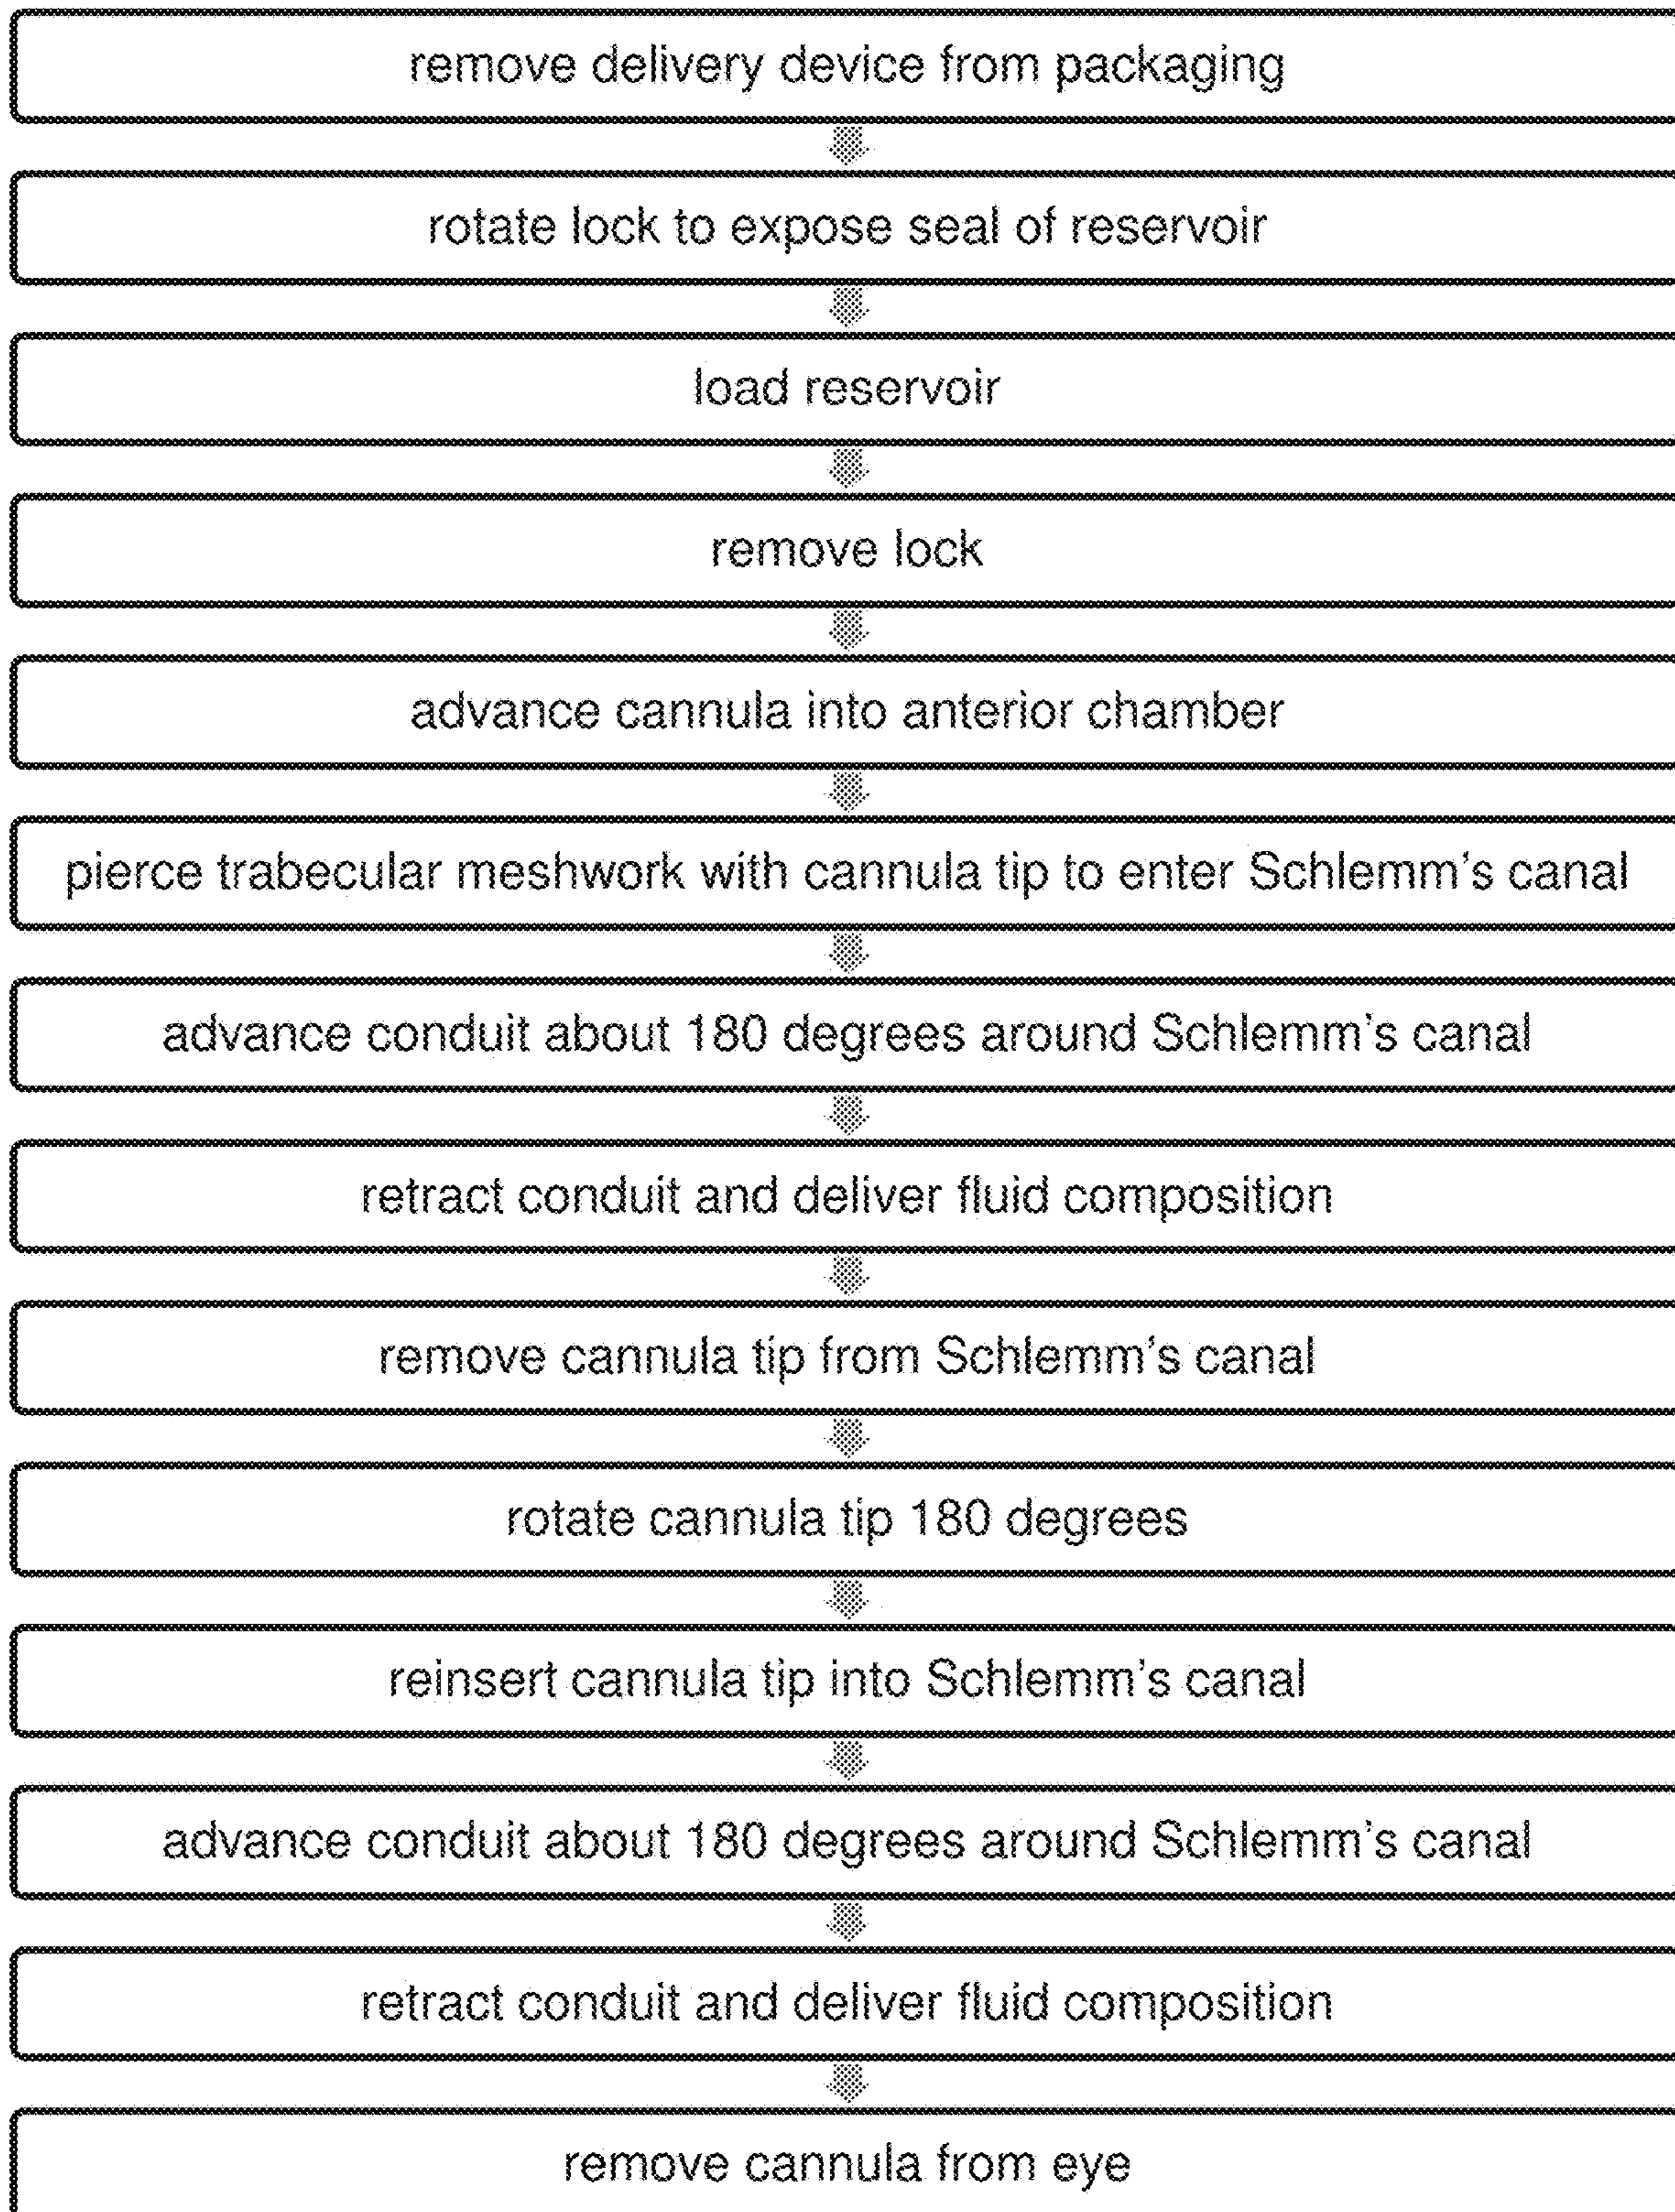 remove delivery device from packaging
rotate lock to expose seal of reservoir
load reservoir
remove lock
advance cannula into anterior chamber
pierce trabecular meshwork with cannula tip to enter Schlemm's canal
advance conduit about 180 degrees around Schlemm's canal
retract conduit and deliver fluid composition
remove cannula tip from Schlemm's canal
rotate cannula tip 180 degrees
reinsert cannula tip into Schlemm's canal
advance conduit about 180 degrees around Schlemm's canal
retract conduit and deliver fluid composition
remove cannula from eye